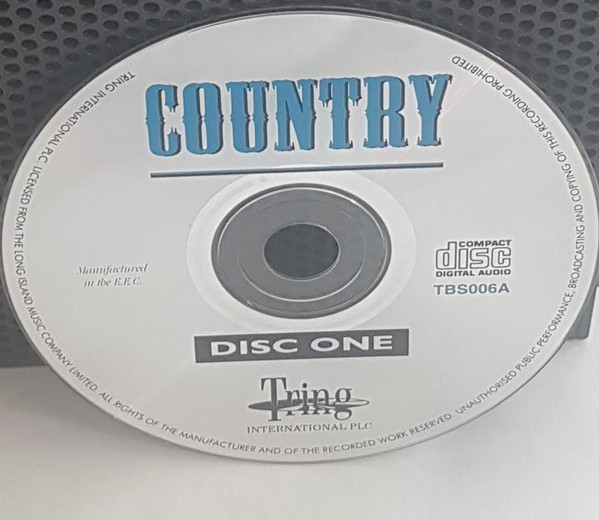 COUNTRY
Manufactured
in the E.E.C.
COMPACT
disc
DIGITAL AUDIO
TBS006A
DISC ONE
Tring
INTERNATIONAL PLC
TRING INTERNATIONAL PLC. LICENSED FROM THE LONG ISLAND MUSIC COMPANY LIMITED. ALL RIGHTS OF THE MANUFACTURER AND OF THE RECORDED WORK RESERVED. UNAUTHORISED PUBLIC PERFORMANCE, BROADCASTING AND COPYING OF THIS RECORDING PROHIBITED